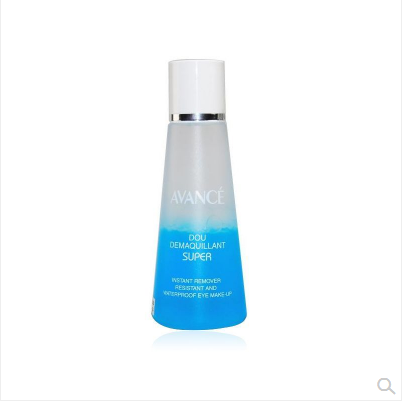 AVANCÉ
DOU
DEMAQUILLANT
SUPER
INSTANT REMOVER
RESISTANT AND
WATERPROOF EYE MAKE-UP